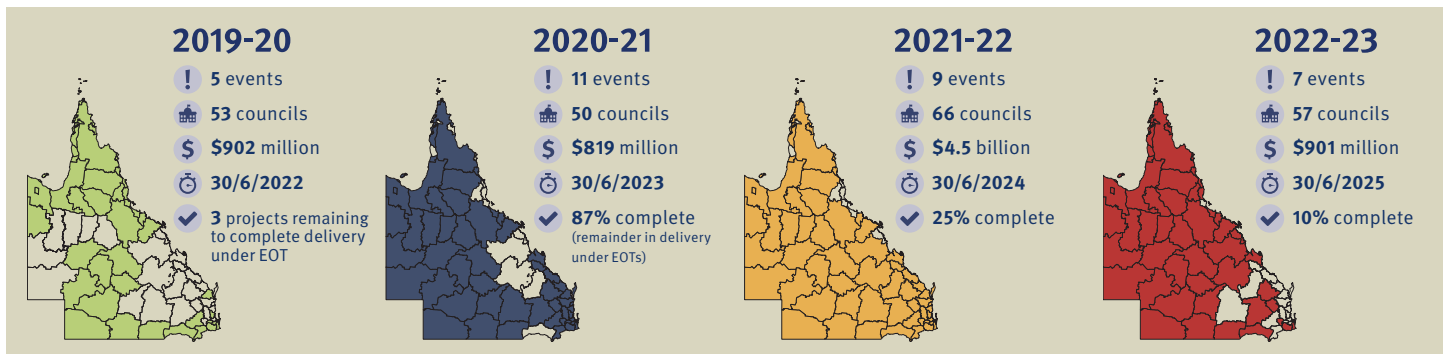 2019-20
5 events
53 councils
$ $902 million
30/6/2022
3 projects remaining
to complete delivery
under EOT
2020-21
11 events
50 councils
$ $819 million
30/6/2023
87% complete
(remainder in delivery
under EOTs)
2021-22
9 events
66 councils
$ $4.5 billion
30/6/2024
25% complete
2022-23
7 events
57 councils
$ $901 million
30/6/2025
10% complete